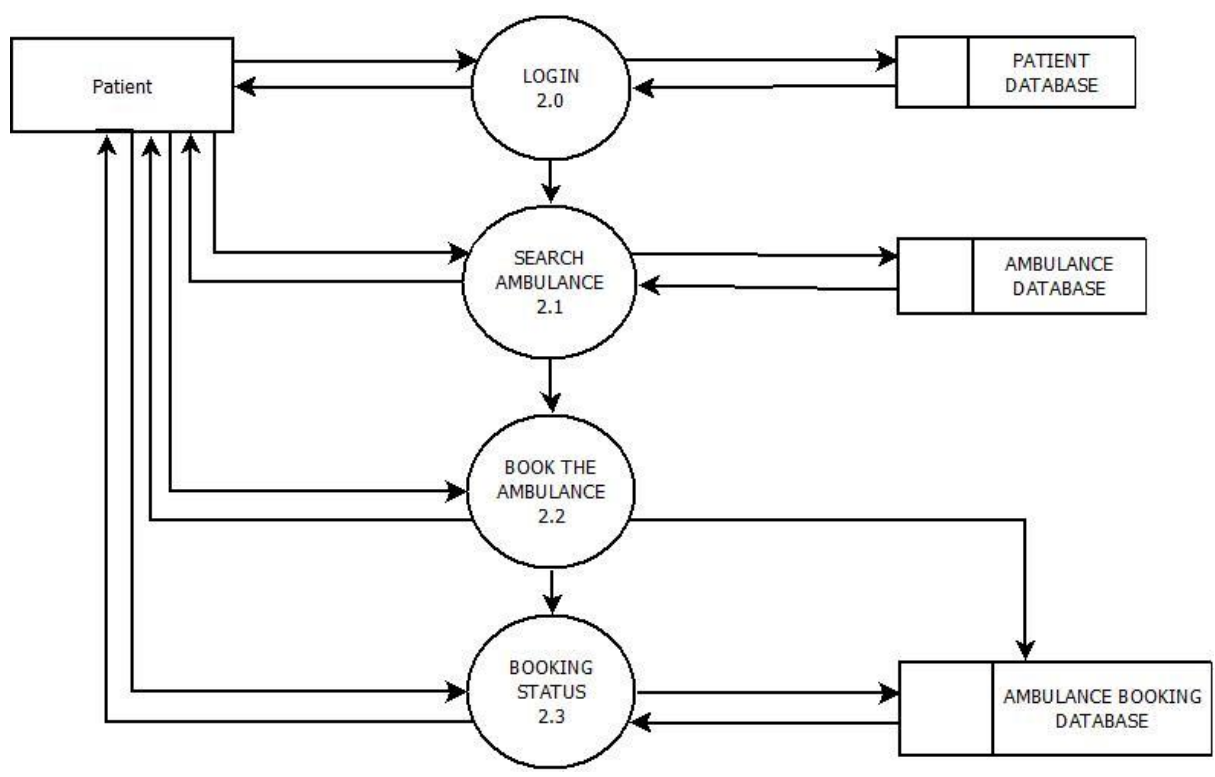 Patient
LOGIN
2.0
PATIENT
DATABASE
SEARCH
AMBULANCE
2.1
AMBULANCE
DATABASE
BOOK THE
AMBULANCE
2.2
BOOKING
STATUS
2.3
AMBULANCE BOOKING
DATABASE